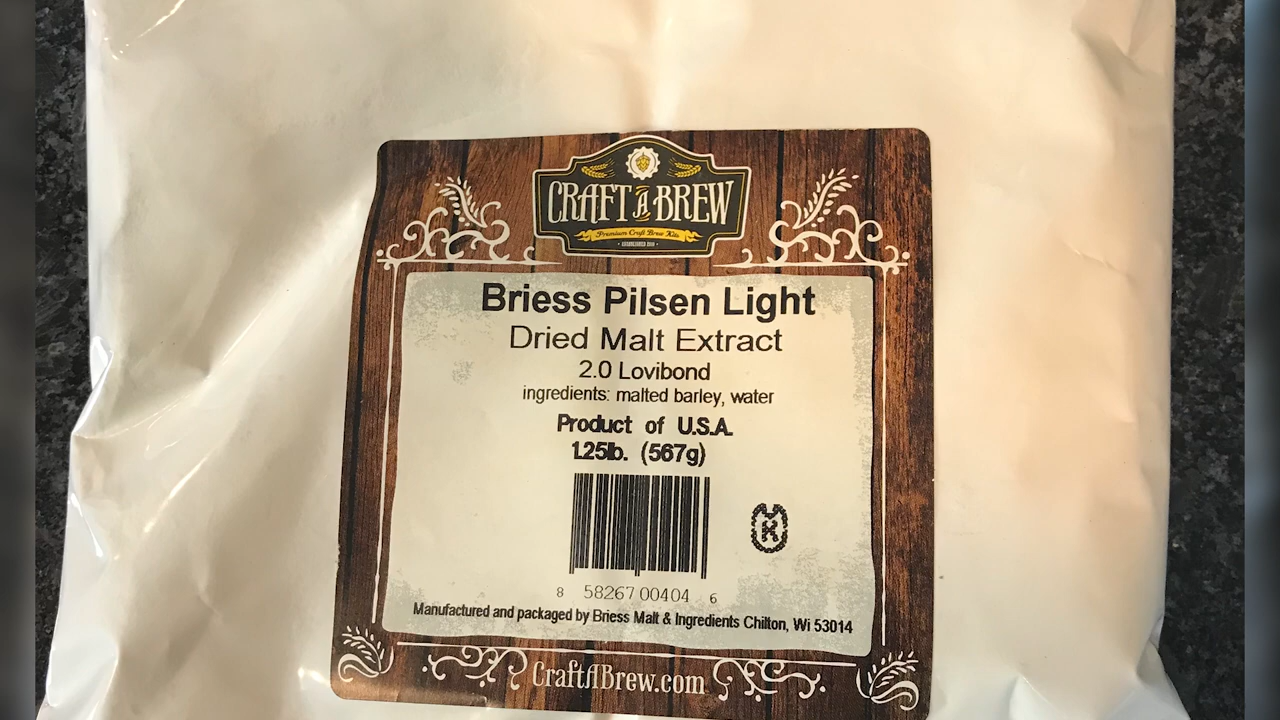 CRAFT A BREW
Premium Craft Brew Kits
Briess Pilsen Light
Dried Malt Extract
2.0 Lovibond
ingredients: malted barley, water
Product of U.S.A.
1.25lb. (567g)
K
8 58267 00404 6
Manufactured and packaged by Briess Malt & Ingredients Chilton, Wi 53014
CraftABrew.com